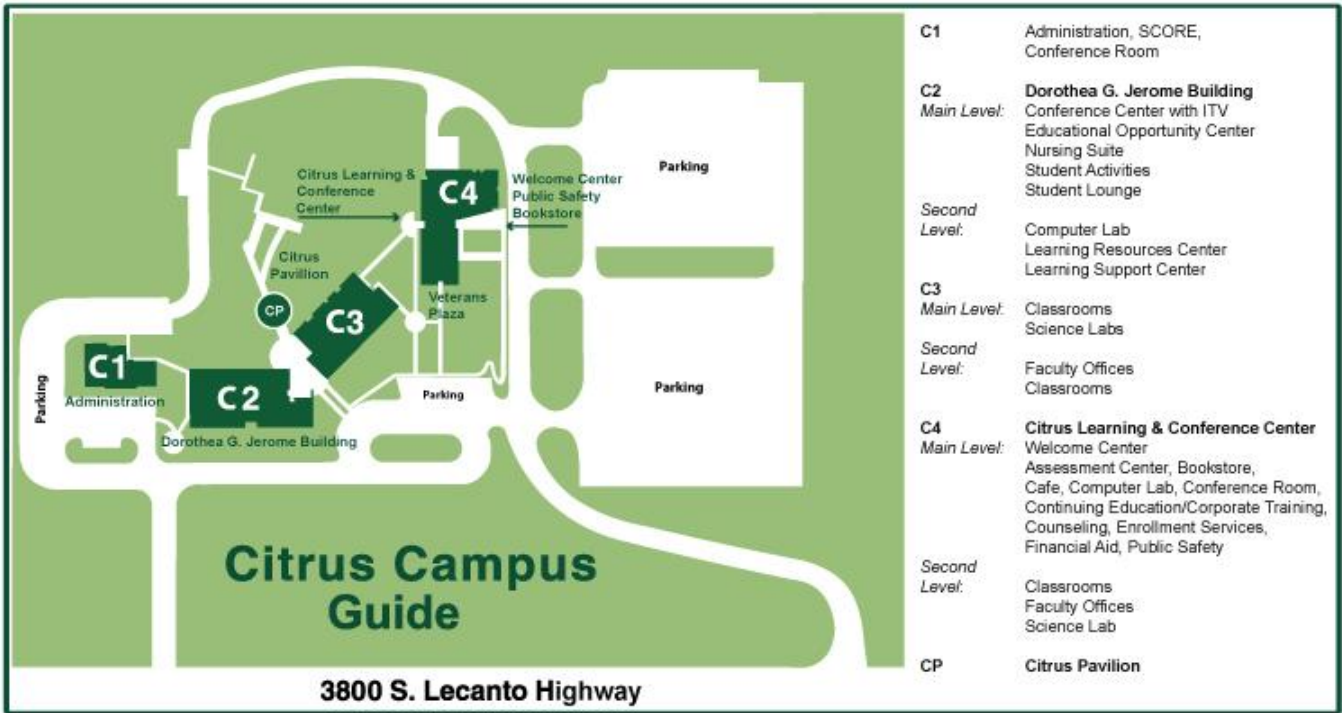 Parking
Citrus Learning &
Conference
Center
C4
Welcome Center
Public Safety
Bookstore
Citrus
Pavillion
CP
C3
Veterans
Plaza
C1
Administration
Parking
C2
Dorothea G. Jerome Building
Parking
Parking
Citrus Campus
Guide
3800 S. Lecanto Highway
C1 Administration, SCORE,
Conference Room
C2 Dorothea G. Jerome Building
Main Level: Conference Center with ITV
Educational Opportunity Center
Nursing Suite
Student Activities
Student Lounge
Second
Level: Computer Lab
Learning Resources Center
Learning Support Center
C3
Main Level: Classrooms
Science Labs
Second
Level: Faculty Offices
Classrooms
C4 Citrus Learning & Conference Center
Main Level: Welcome Center
Assessment Center, Bookstore,
Cafe, Computer Lab, Conference Room,
Continuing Education/Corporate Training,
Counseling, Enrollment Services,
Financial Aid, Public Safety
Second
Level: Classrooms
Faculty Offices
Science Lab
CP Citrus Pavilion